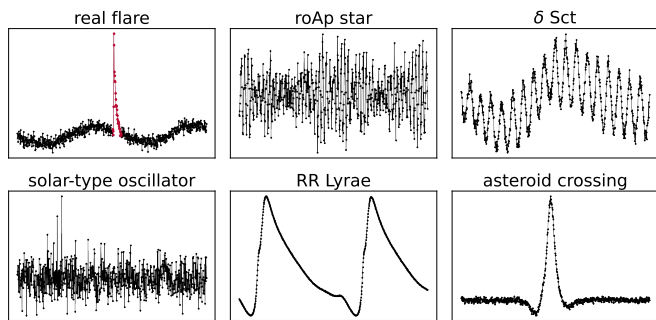 real flare
roAp star
δ Sct
solar-type oscillator
RR Lyrae
asteroid crossing